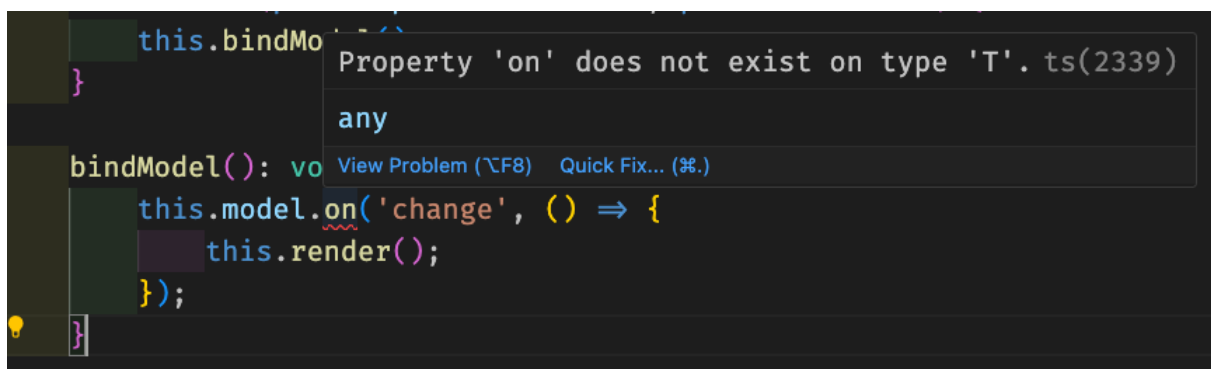 this.bindMo
Property 'on' does not exist on type 'T'. ts(2339)
}
any
View Problem (⌥F8) Quick Fix... (⌘.)
bindModel(): vo
this.model.on('change', () => {
this.render();
});
}